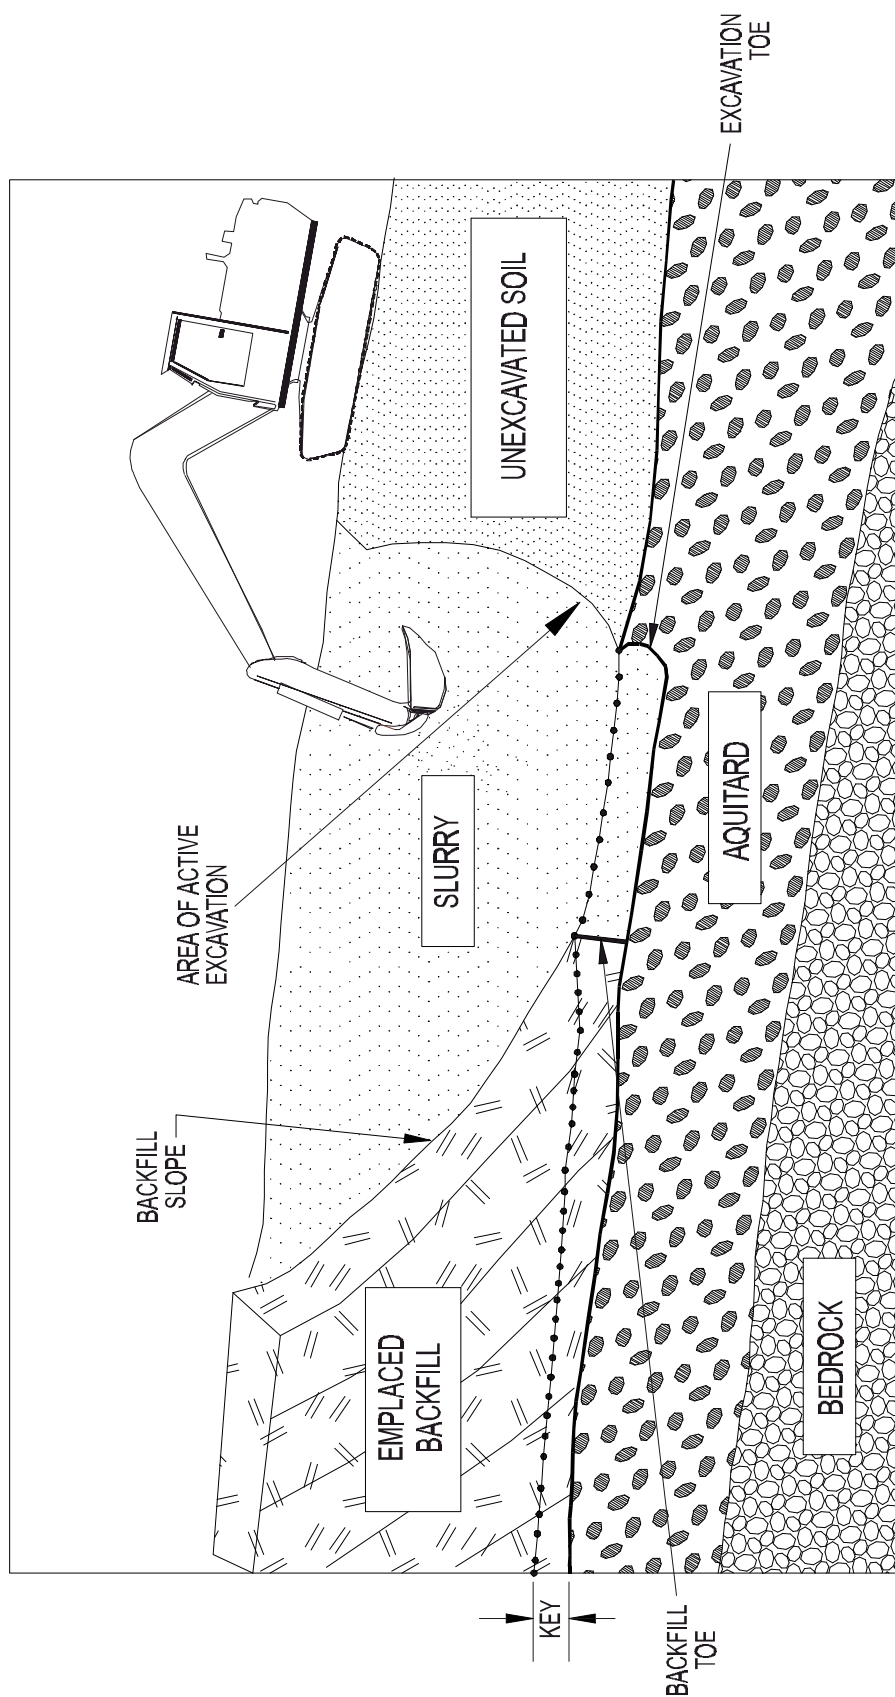 EXCAVATION
TOE
UNEXCAVATED SOIL
AREA OF ACTIVE
EXCAVATION
SLURRY
AQUITARD
BACKFILL
SLOPE
EMPLACED
BACKFILL
BEDROCK
KEY
BACKFILL
TOE